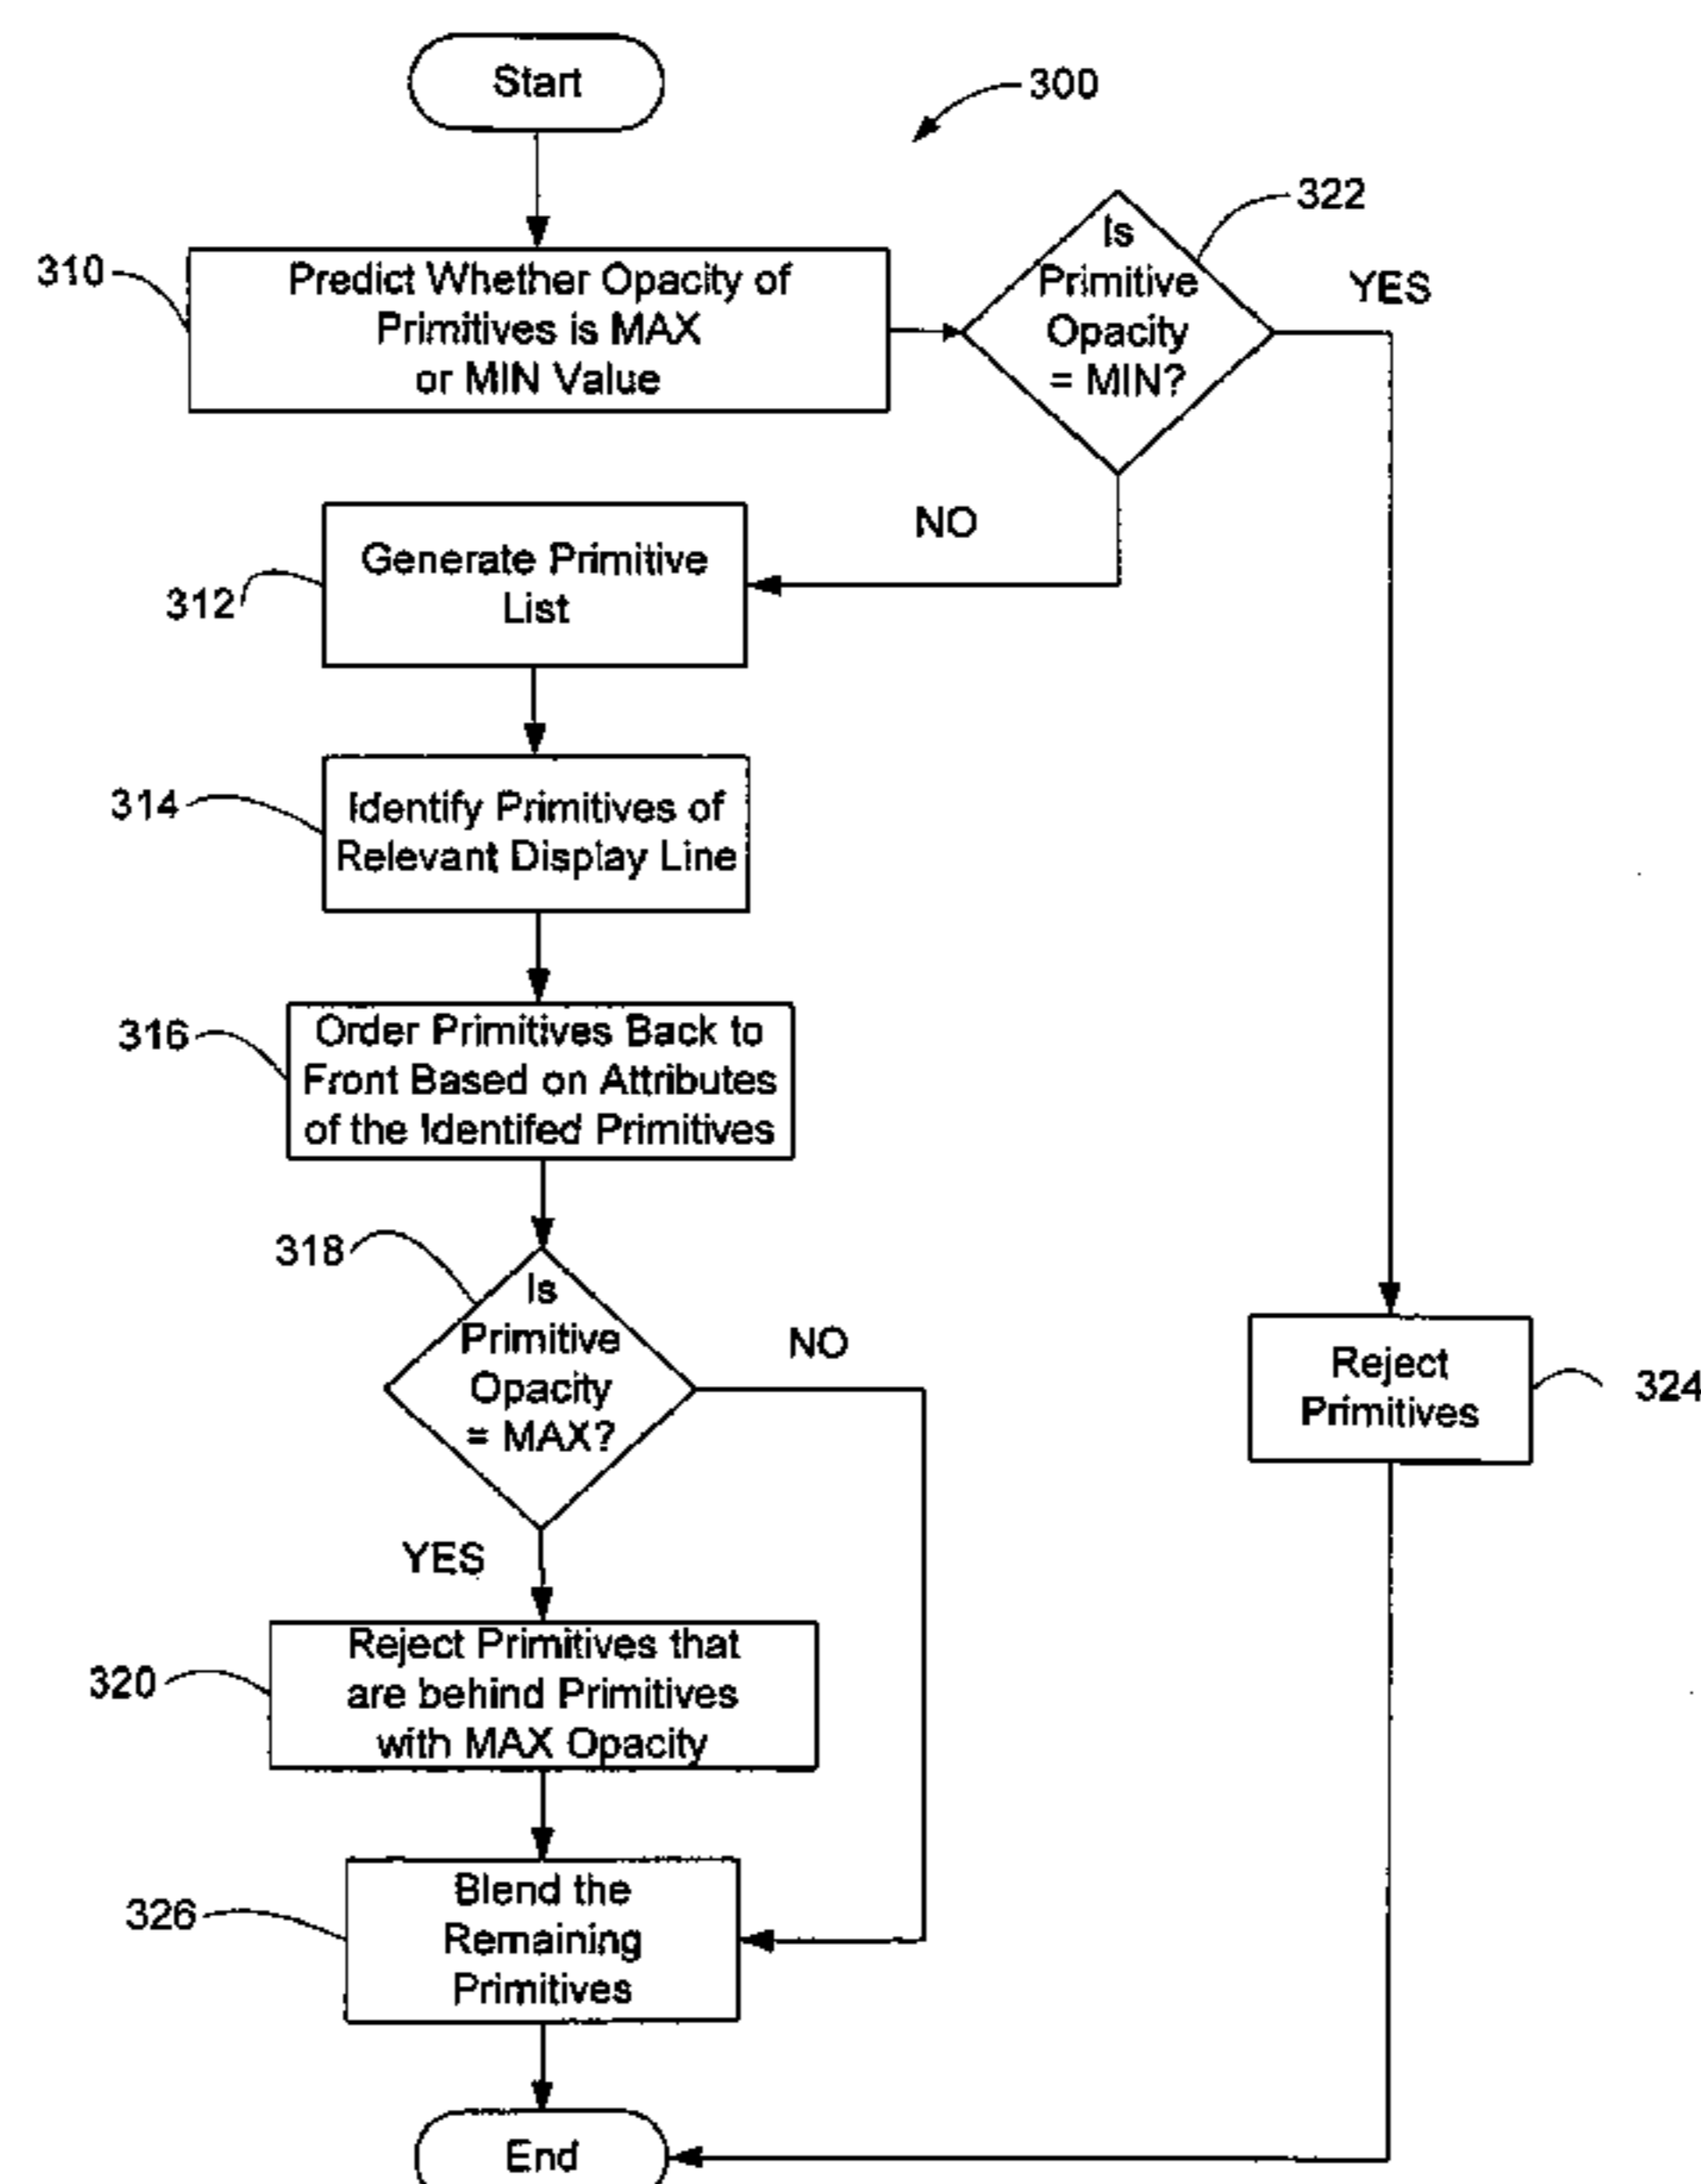 Start
300
310
Predict Whether Opacity of
Primitives is MAX
or MIN Value
322
Is
Primitive
Opacity
= MIN?
YES
NO
312
Generate Primitive
List
314
Identify Primitives of
Relevant Display Line
316
Order Primitives Back to
Front Based on Attributes
of the Identifed Primitives
318
Is
Primitive
Opacity
= MAX?
NO
YES
Reject
Primitives
324
320
Reject Primitives that
are behind Primitives
with MAX Opacity
326
Blend the
Remaining
Primitives
End